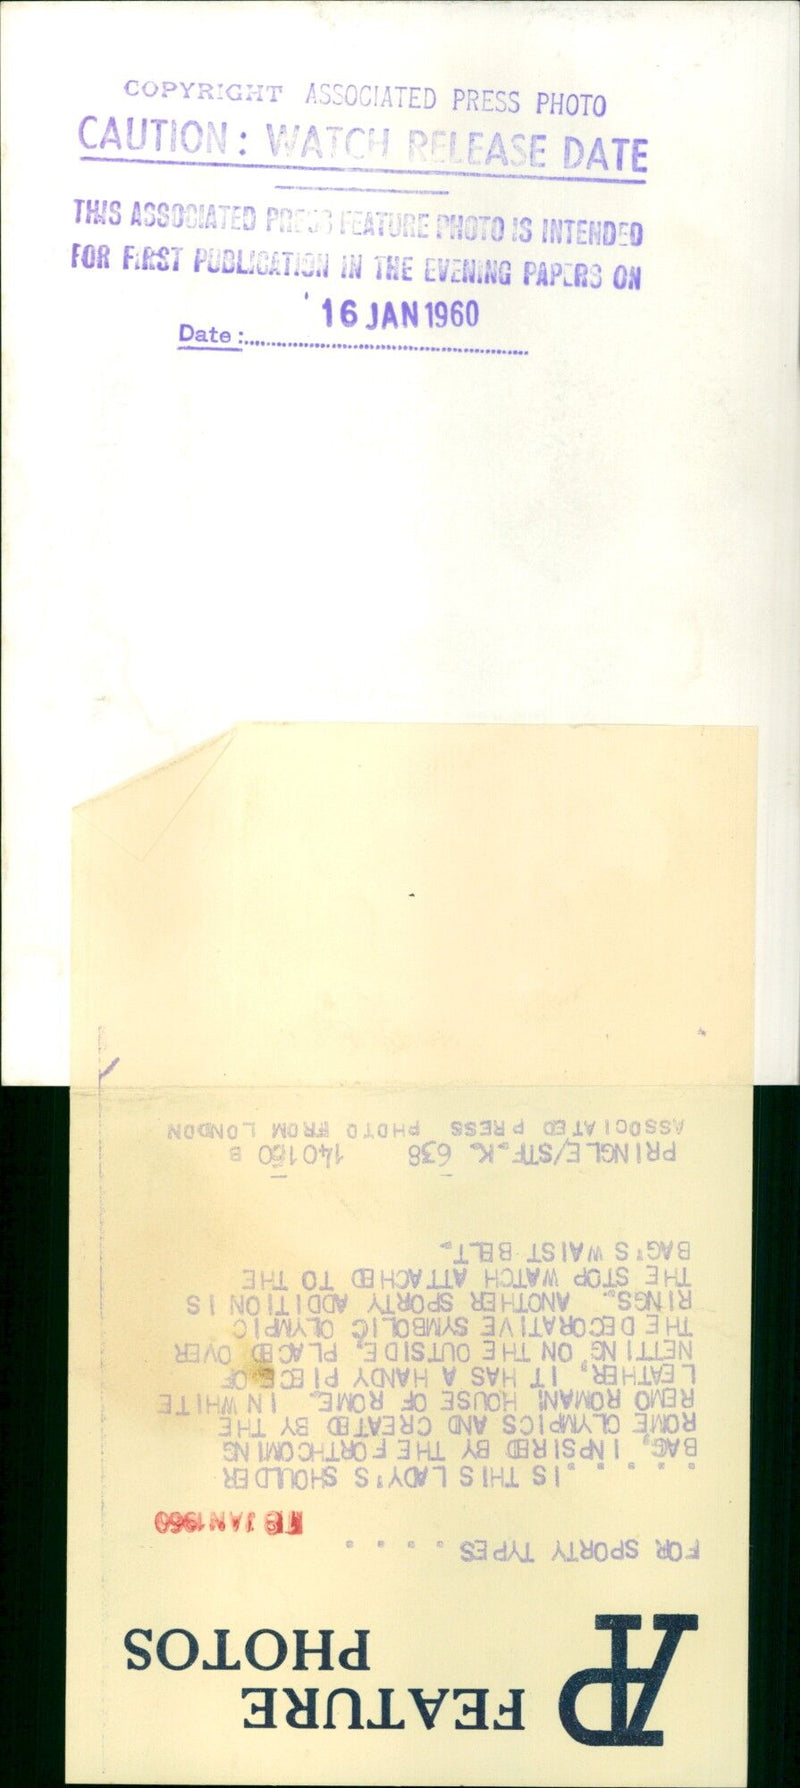 COPYRIGHT ASSOCIATED PRESS PHOTO
CAUTION: WATCH RELEASE DATE
THIS ASSOCIATED PRESS FEATURE PHOTO IS INTENDED
FOR FIRST PUBLICATION IN THE EVENING PAPERS ON
16 JAN 1960
Date:
AP FEATURE
PHOTOS
FOR SPORTY TYPES . . . . .
18 JAN 1960
. . . . . . IS THIS LADY'S SHOULDER
BAG, INPSIRED BY THE FORTHCOMING
ROME OLYMPICS AND CREATED BY THE
REMO ROMANI HOUSE OF ROME. IN WHITE
LEATHER, IT HAS A HANDY PIECE OF
NETTING ON THE OUTSIDE, PLACED OVER
THE DECORATIVE SYMBOLIC OLYMPIC
RINGS. ANOTHER SPORTY ADDITION IS
THE STOP WATCH ATTACHED TO THE
BAG'S WAIST BELT.
PRINGLE/STF.K. 638 140160 B
ASSOCIATED PRESS PHOTO FROM LONDON